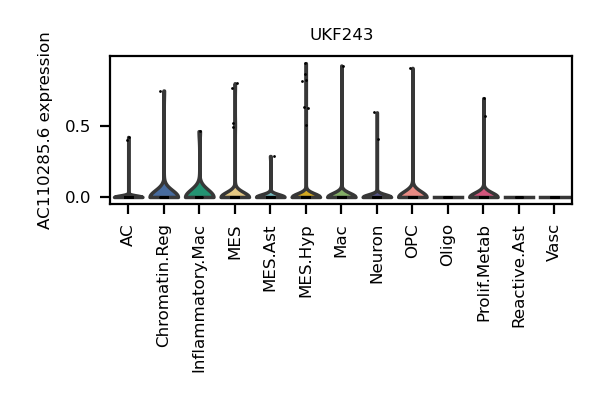 UKF243
AC110285.6 expression
0.5
0.0
AC
Chromatin.Reg
Inflammatory.Mac
MES
MES.Ast
MES.Hyp
Mac
Neuron
OPC
Oligo
Prolif.Metab
Reactive.Ast
Vasc